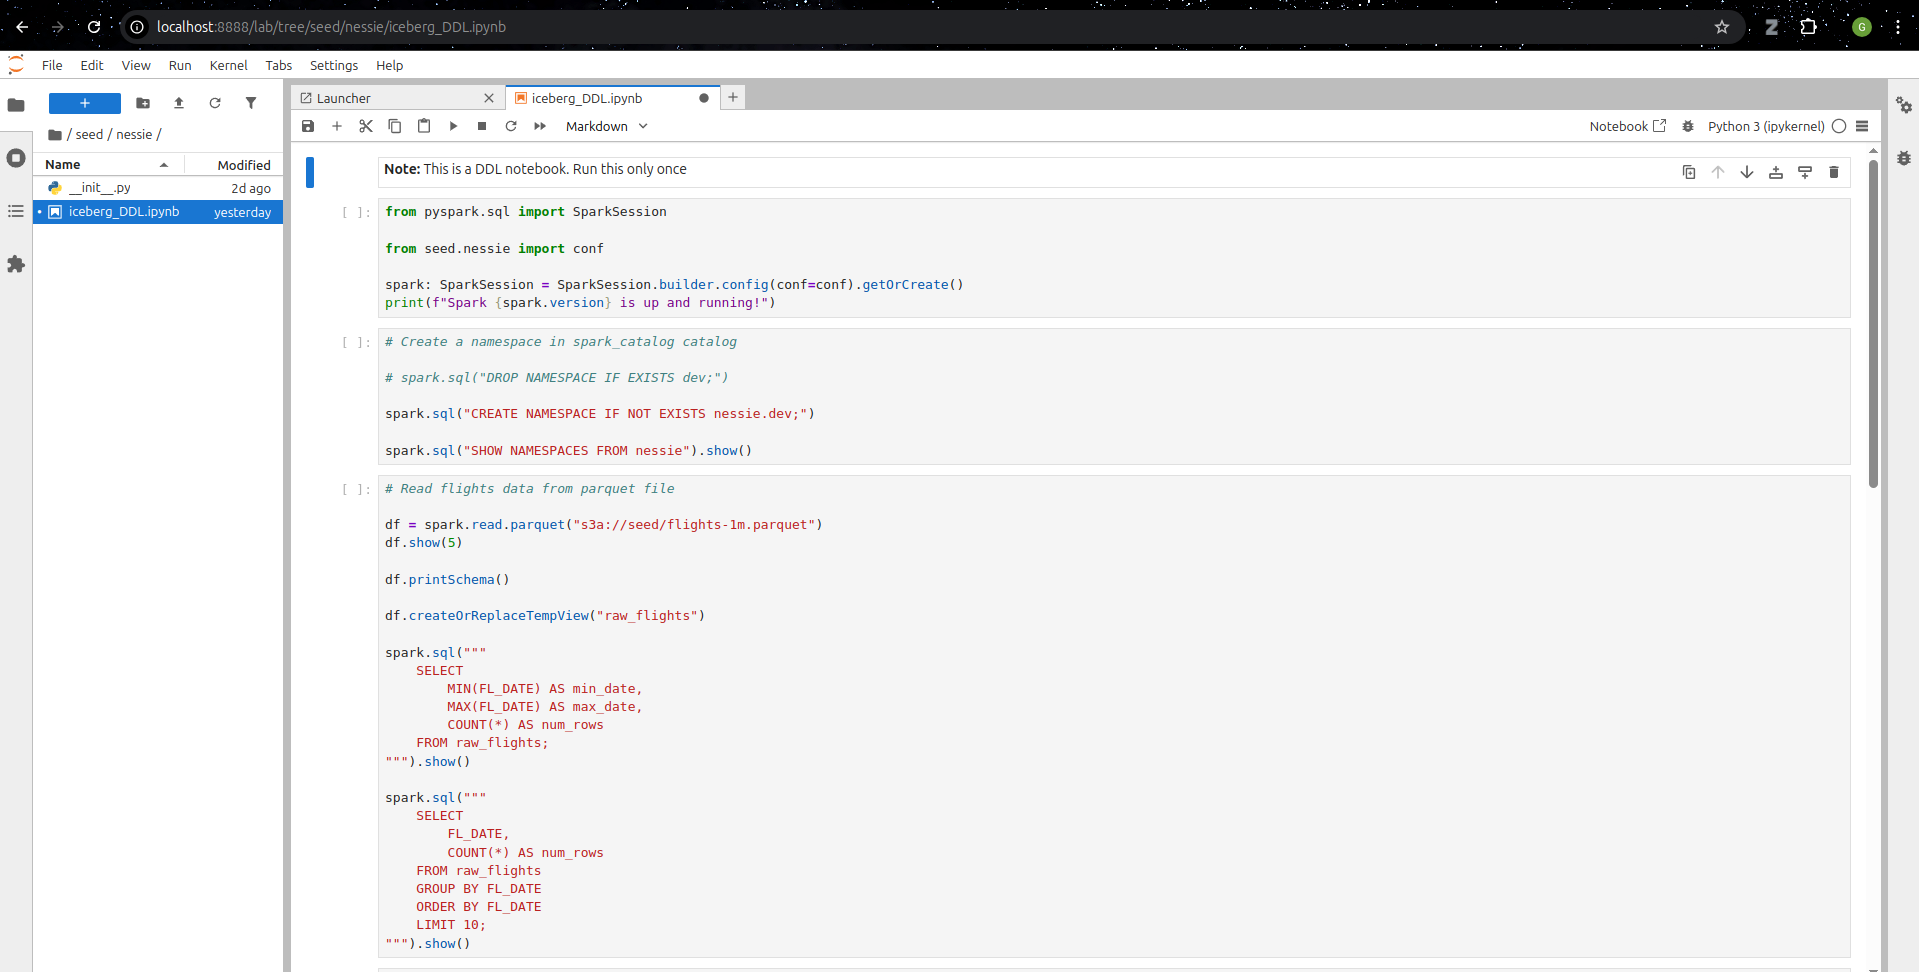 localhost:8888/lab/tree/seed/nessie/iceberg_DDL.ipynb
G
File Edit View Run Kernel Tabs Settings Help
+
/ seed / nessie /
Name Modified
__init__.py 2d ago
iceberg_DDL.ipynb yesterday
Launcher
iceberg_DDL.ipynb
Markdown
Notebook
Python 3 (ipykernel)
Note: This is a DDL notebook. Run this only once
[ ]:
from pyspark.sql import SparkSession
from seed.nessie import conf
spark: SparkSession = SparkSession.builder.config(conf=conf).getOrCreate()
print(f"Spark {spark.version} is up and running!")
[ ]:
# Create a namespace in spark_catalog catalog
# spark.sql("DROP NAMESPACE IF EXISTS dev;")
spark.sql("CREATE NAMESPACE IF NOT EXISTS nessie.dev;")
spark.sql("SHOW NAMESPACES FROM nessie").show()
[ ]:
# Read flights data from parquet file
df = spark.read.parquet("s3a://seed/flights-1m.parquet")
df.show(5)
df.printSchema()
df.createOrReplaceTempView("raw_flights")
spark.sql("""
    SELECT
        MIN(FL_DATE) AS min_date,
        MAX(FL_DATE) AS max_date,
        COUNT(*) AS num_rows
    FROM raw_flights;
""").show()
spark.sql("""
    SELECT
        FL_DATE,
        COUNT(*) AS num_rows
    FROM raw_flights
    GROUP BY FL_DATE
    ORDER BY FL_DATE
    LIMIT 10;
""").show()